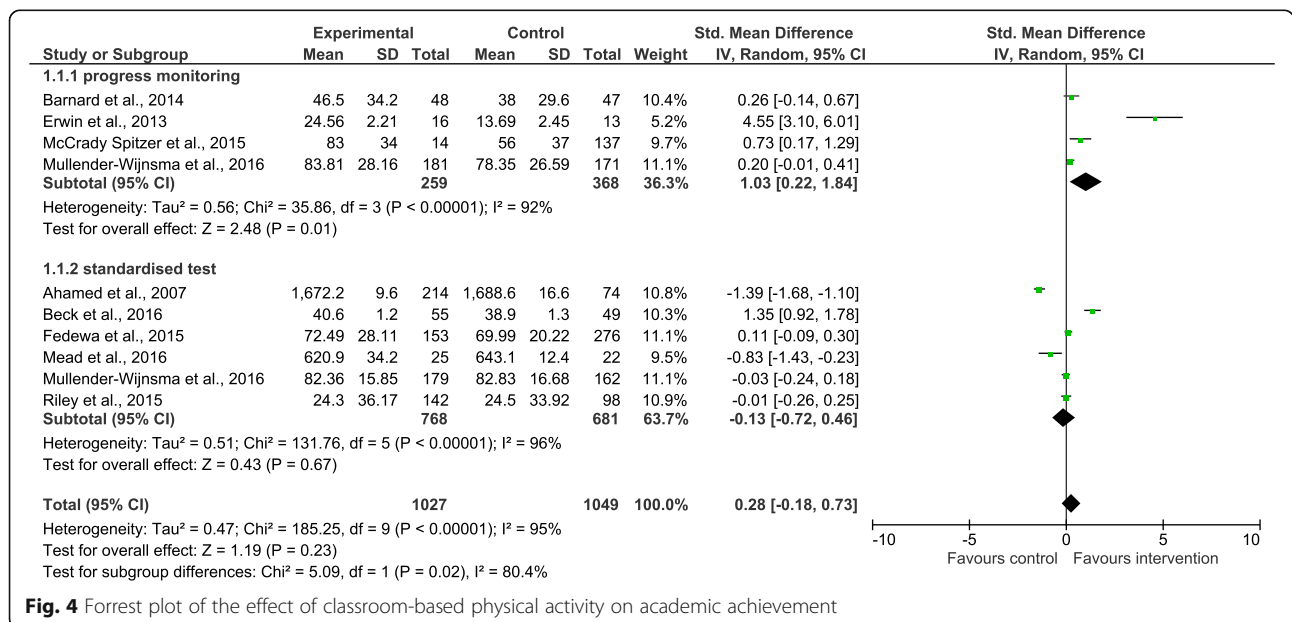 Experimental Control Std. Mean Difference Std. Mean Difference
Study or Subgroup Mean SD Total Mean SD Total Weight IV, Random, 95% CI IV, Random, 95% CI
1.1.1 progress monitoring
Barnard et al., 2014 46.5 34.2 48 38 29.6 47 10.4% 0.26 [-0.14, 0.67]
Erwin et al., 2013 24.56 2.21 16 13.69 2.45 13 5.2% 4.55 [3.10, 6.01]
McCrady Spitzer et al., 2015 83 34 14 56 37 137 9.7% 0.73 [0.17, 1.29]
Mullender-Wijnsma et al., 2016 83.81 28.16 181 78.35 26.59 171 11.1% 0.20 [-0.01, 0.41]
Subtotal (95% CI) 259 368 36.3% 1.03 [0.22, 1.84]
Heterogeneity: Tau² = 0.56; Chi² = 35.86, df = 3 (P < 0.00001); I² = 92%
Test for overall effect: Z = 2.48 (P = 0.01)
1.1.2 standardised test
Ahamed et al., 2007 1,672.2 9.6 214 1,688.6 16.6 74 10.8% -1.39 [-1.68, -1.10]
Beck et al., 2016 40.6 1.2 55 38.9 1.3 49 10.3% 1.35 [0.92, 1.78]
Fedewa et al., 2015 72.49 28.11 153 69.99 20.22 276 11.1% 0.11 [-0.09, 0.30]
Mead et al., 2016 620.9 34.2 25 643.1 12.4 22 9.5% -0.83 [-1.43, -0.23]
Mullender-Wijnsma et al., 2016 82.36 15.85 179 82.83 16.68 162 11.1% -0.03 [-0.24, 0.18]
Riley et al., 2015 24.3 36.17 142 24.5 33.92 98 10.9% -0.01 [-0.26, 0.25]
Subtotal (95% CI) 768 681 63.7% -0.13 [-0.72, 0.46]
Heterogeneity: Tau² = 0.51; Chi² = 131.76, df = 5 (P < 0.00001); I² = 96%
Test for overall effect: Z = 0.43 (P = 0.67)
Total (95% CI) 1027 1049 100.0% 0.28 [-0.18, 0.73]
Heterogeneity: Tau² = 0.47; Chi² = 185.25, df = 9 (P < 0.00001); I² = 95%
Test for overall effect: Z = 1.19 (P = 0.23)
Test for subgroup differences: Chi² = 5.09, df = 1 (P = 0.02), I² = 80.4%
-10 -5 0 5 10
Favours control Favours intervention
Fig. 4 Forrest plot of the effect of classroom-based physical activity on academic achievement